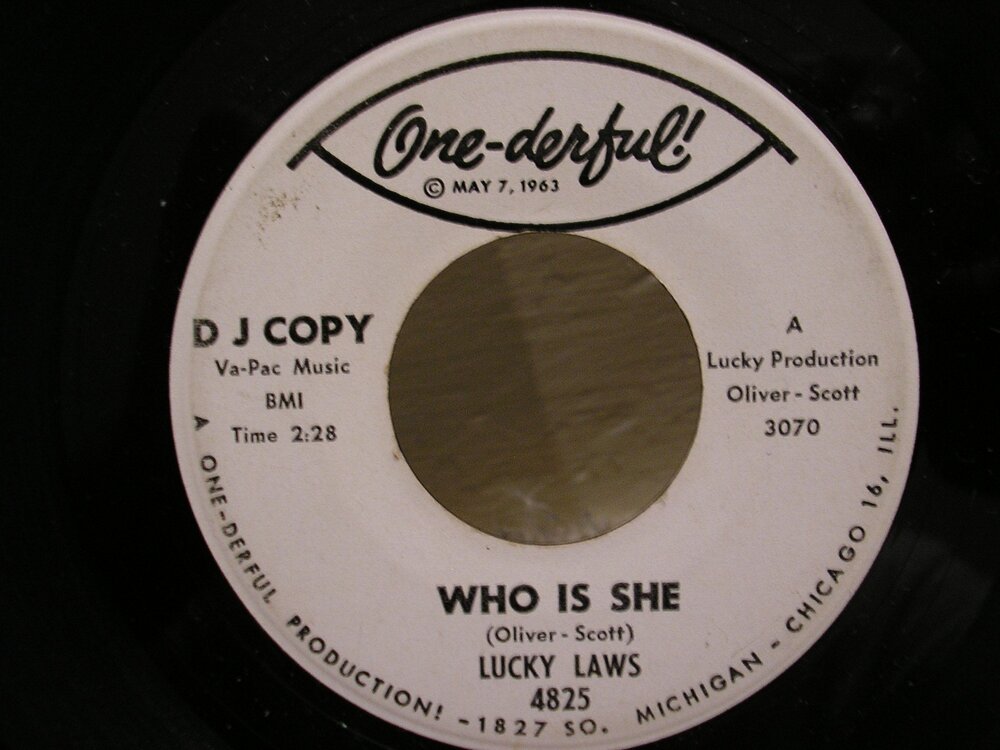 One-derful!
© MAY 7, 1963
D J COPY
Va-Pac Music
BMI
Time 2:28
A
Lucky Production
Oliver - Scott
3070
WHO IS SHE
(Oliver - Scott)
LUCKY LAWS
4825
A ONE-DERFUL PRODUCTION! - 1827 SO. MICHIGAN - CHICAGO 16, ILL.